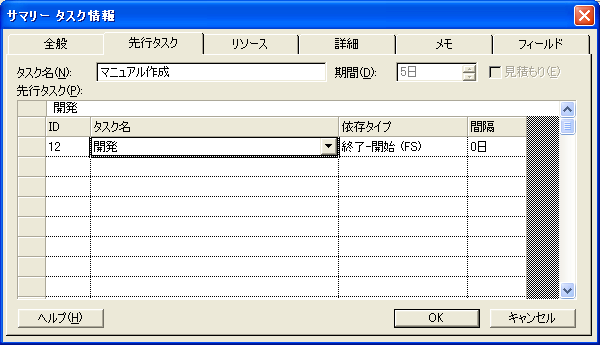 サマリー タスク情報
全般 先行タスク リソース 詳細 メモ フィールド
タスク名(N): マニュアル作成 期間(D): 5日 見積もり(E)
先行タスク(P):
開発
ID タスク名 依存タイプ 間隔
12 開発 終了-開始 (FS) 0日
ヘルプ(H) OK キャンセル